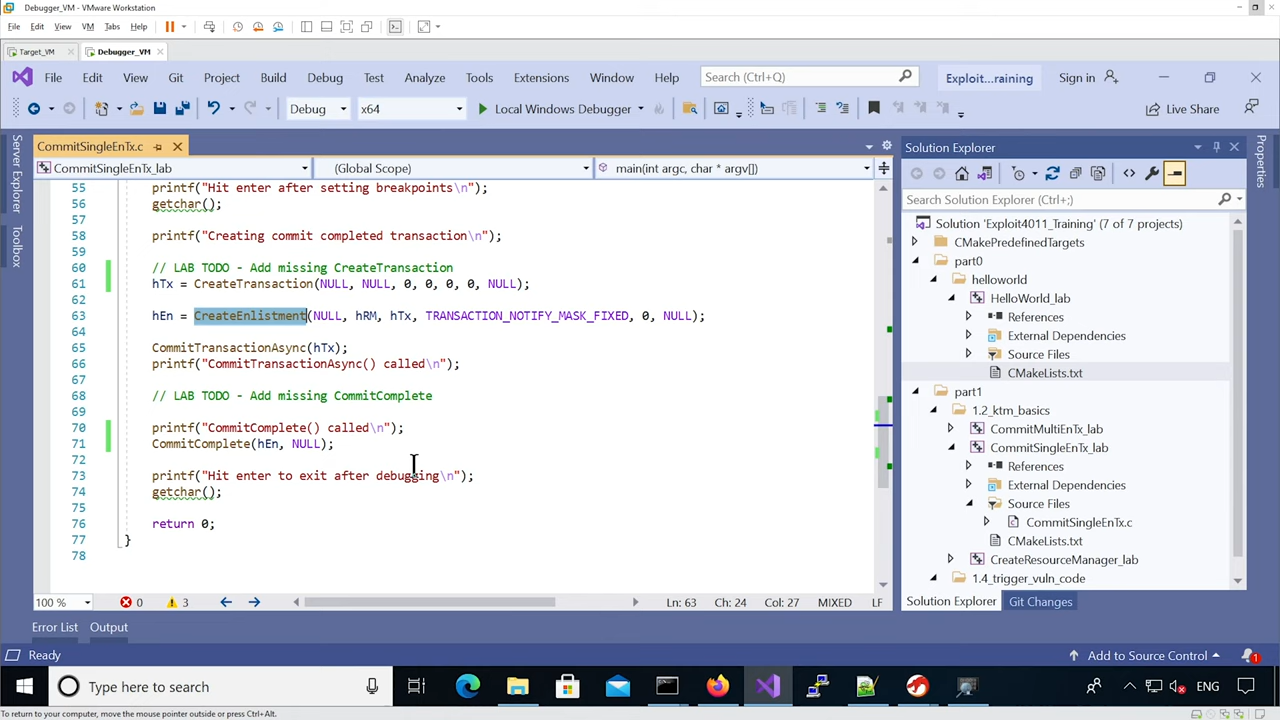 Debugger_VM - VMware Workstation
File Edit View VM Tabs Help
Target_VM Debugger_VM
File Edit View Git Project Build Debug Test Analyze Tools Extensions Window Help Search (Ctrl+Q) Exploit...raining Sign in
Debug x64 Local Windows Debugger Live Share
Server Explorer
Toolbox
CommitSingleEnTx.c
CommitSingleEnTx_lab (Global Scope) main(int argc, char * argv[])
55 printf("Hit enter after setting breakpoints\n");
56 getchar();
57
58 printf("Creating commit completed transaction\n");
59
60 // LAB TODO - Add missing CreateTransaction
61 hTx = CreateTransaction(NULL, NULL, 0, 0, 0, 0, NULL);
62
63 hEn = CreateEnlistment(NULL, hRM, hTx, TRANSACTION_NOTIFY_MASK_FIXED, 0, NULL);
64
65 CommitTransactionAsync(hTx);
66 printf("CommitTransactionAsync() called\n");
67
68 // LAB TODO - Add missing CommitComplete
69
70 printf("CommitComplete() called\n");
71 CommitComplete(hEn, NULL);
72
73 printf("Hit enter to exit after debugging\n");
74 getchar();
75
76 return 0;
77 }
78
100 % 0 3 Ln: 63 Ch: 24 Col: 27 MIXED LF
Solution Explorer
Search Solution Explorer (Ctrl+;)
Solution 'Exploit4011_Training' (7 of 7 projects)
CMakePredefinedTargets
part0
helloworld
HelloWorld_lab
References
External Dependencies
Source Files
CMakeLists.txt
part1
1.2_ktm_basics
CommitMultiEnTx_lab
CommitSingleEnTx_lab
References
External Dependencies
Source Files
CommitSingleEnTx.c
CMakeLists.txt
CreateResourceManager_lab
1.4_trigger_vuln_code
Solution Explorer Git Changes
Properties
Error List Output
Ready Add to Source Control 1
Type here to search ENG
To return to your computer, move the mouse pointer outside or press Ctrl+Alt.